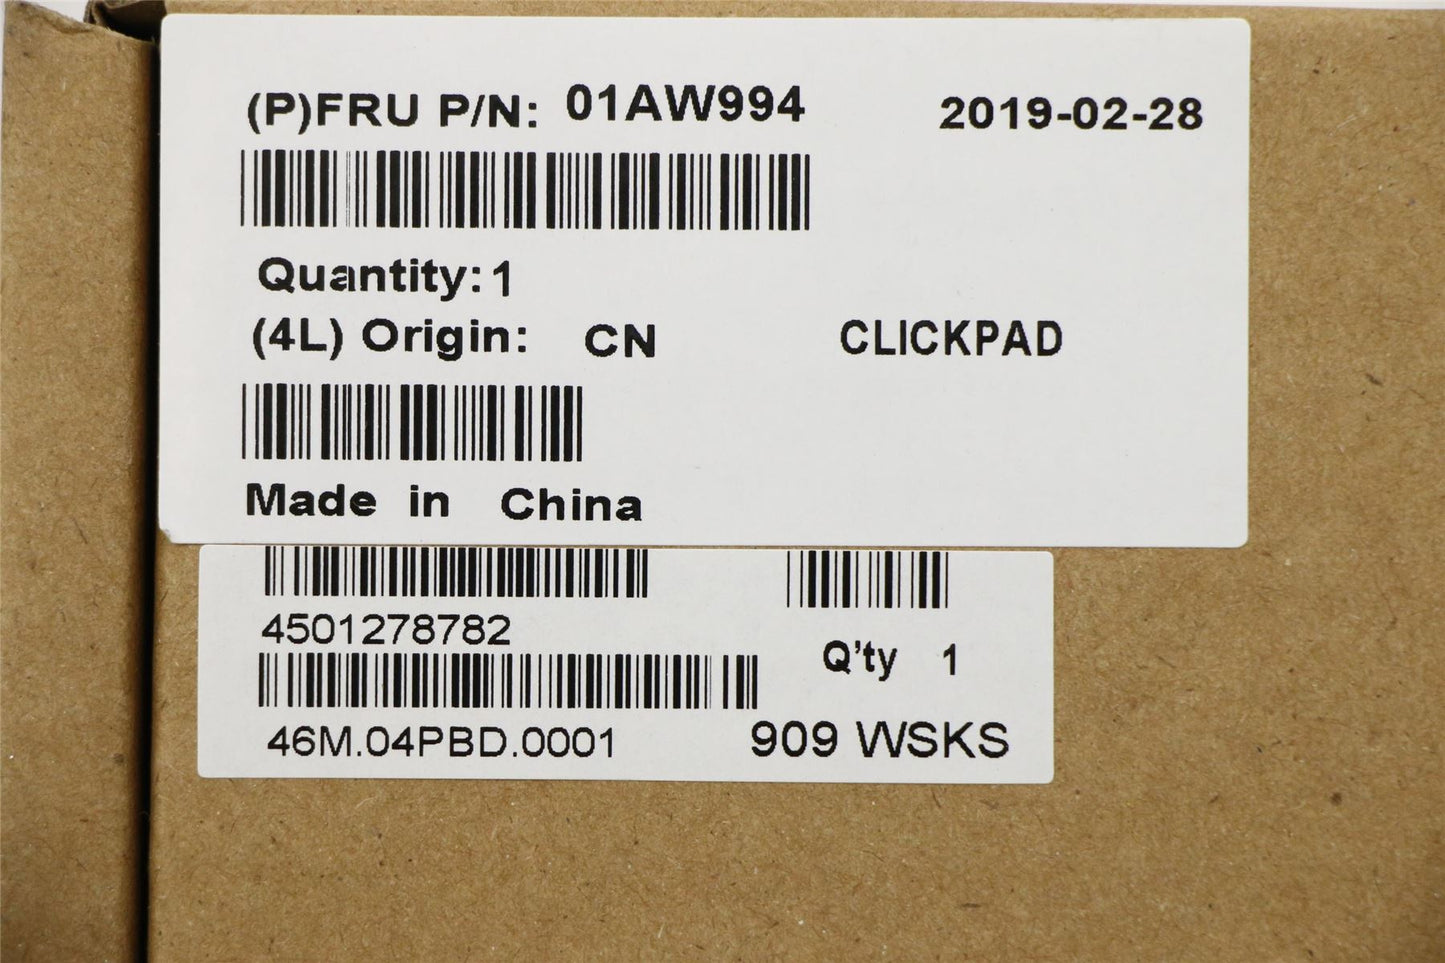 (P)FRU P/N: 01AW994 2019-02-28
Quantity: 1
(4L) Origin: CN CLICKPAD
Made in China
4501278782
Q'ty 1
46M.04PBD.0001 909 WSKS